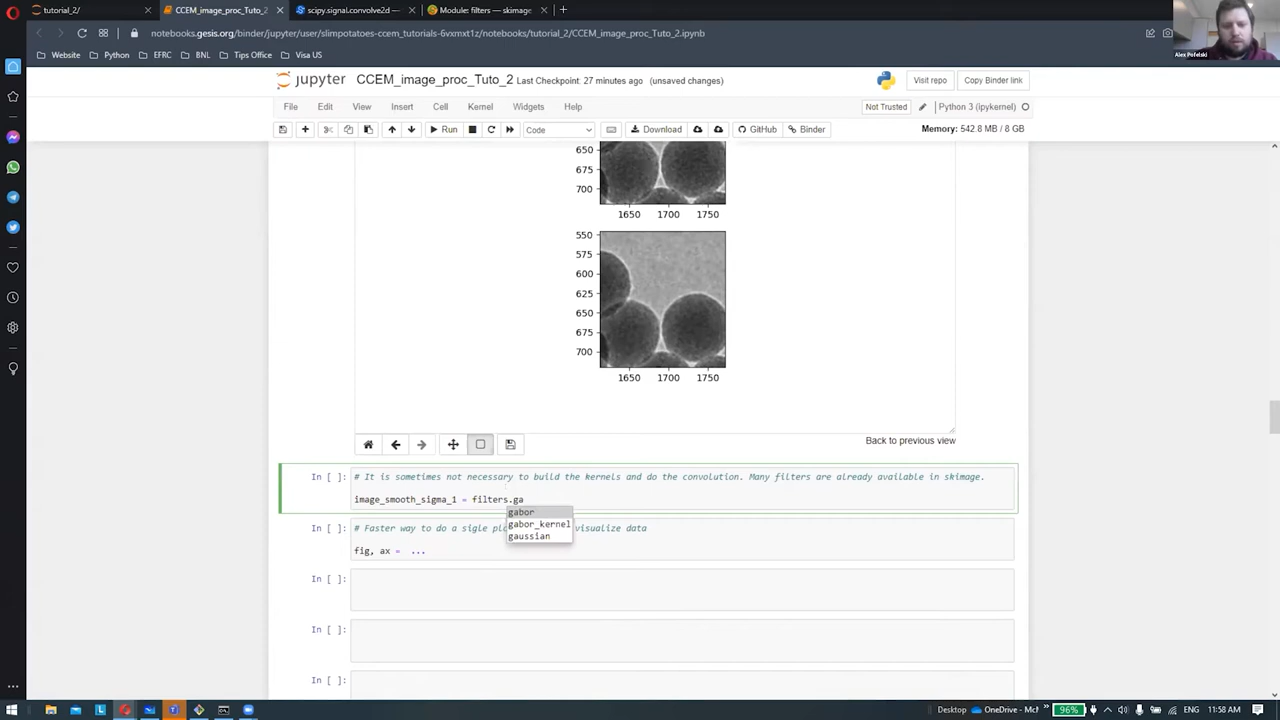 tutorial_2/
CCEM_image_proc_Tuto_2
scipy.signal.convolve2d
Module: filters — skimage
notebooks.gesis.org/binder/jupyter/user/slimpotatoes-ccem_tutorials-6vxmxt1z/notebooks/tutorial_2/CCEM_image_proc_Tuto_2.ipynb
Website
Python
EFRC
BNL
Tips Office
Visa US
Alex Pofelski
jupyter
CCEM_image_proc_Tuto_2
Last Checkpoint: 27 minutes ago
(unsaved changes)
Visit repo
Copy Binder link
File
Edit
View
Insert
Cell
Kernel
Widgets
Help
Not Trusted
Python 3 (ipykernel)
Run
Code
Download
GitHub
Binder
Memory: 542.8 MB / 8 GB
650
675
700
1650 1700 1750
550
575
600
625
650
675
700
1650 1700 1750
Back to previous view
In [ ]:
# It is sometimes not necessary to build the kernels and do the convolution. Many filters are already available in skimage.
image_smooth_sigma_1 = filters.ga
gabor
gabor_kernel
gaussian
In [ ]:
# Faster way to do a sigle visualize data
fig, ax = ...
In [ ]:
In [ ]:
In [ ]:
96%
Desktop
OneDrive - McM
ENG
11:58 AM